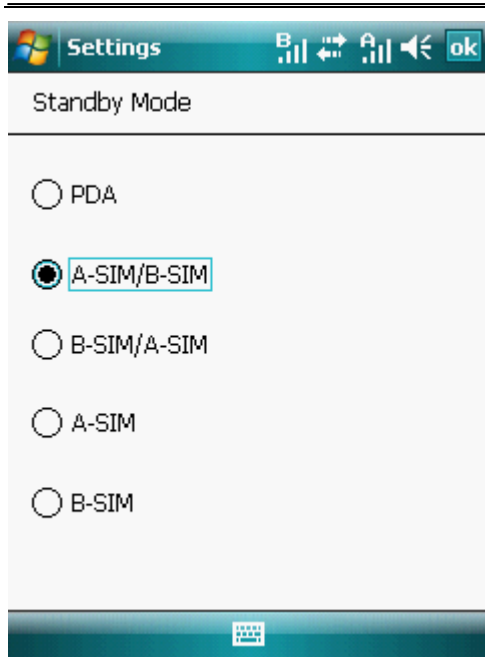 Settings B A ok
Standby Mode
PDA
A-SIM/B-SIM
B-SIM/A-SIM
A-SIM
B-SIM